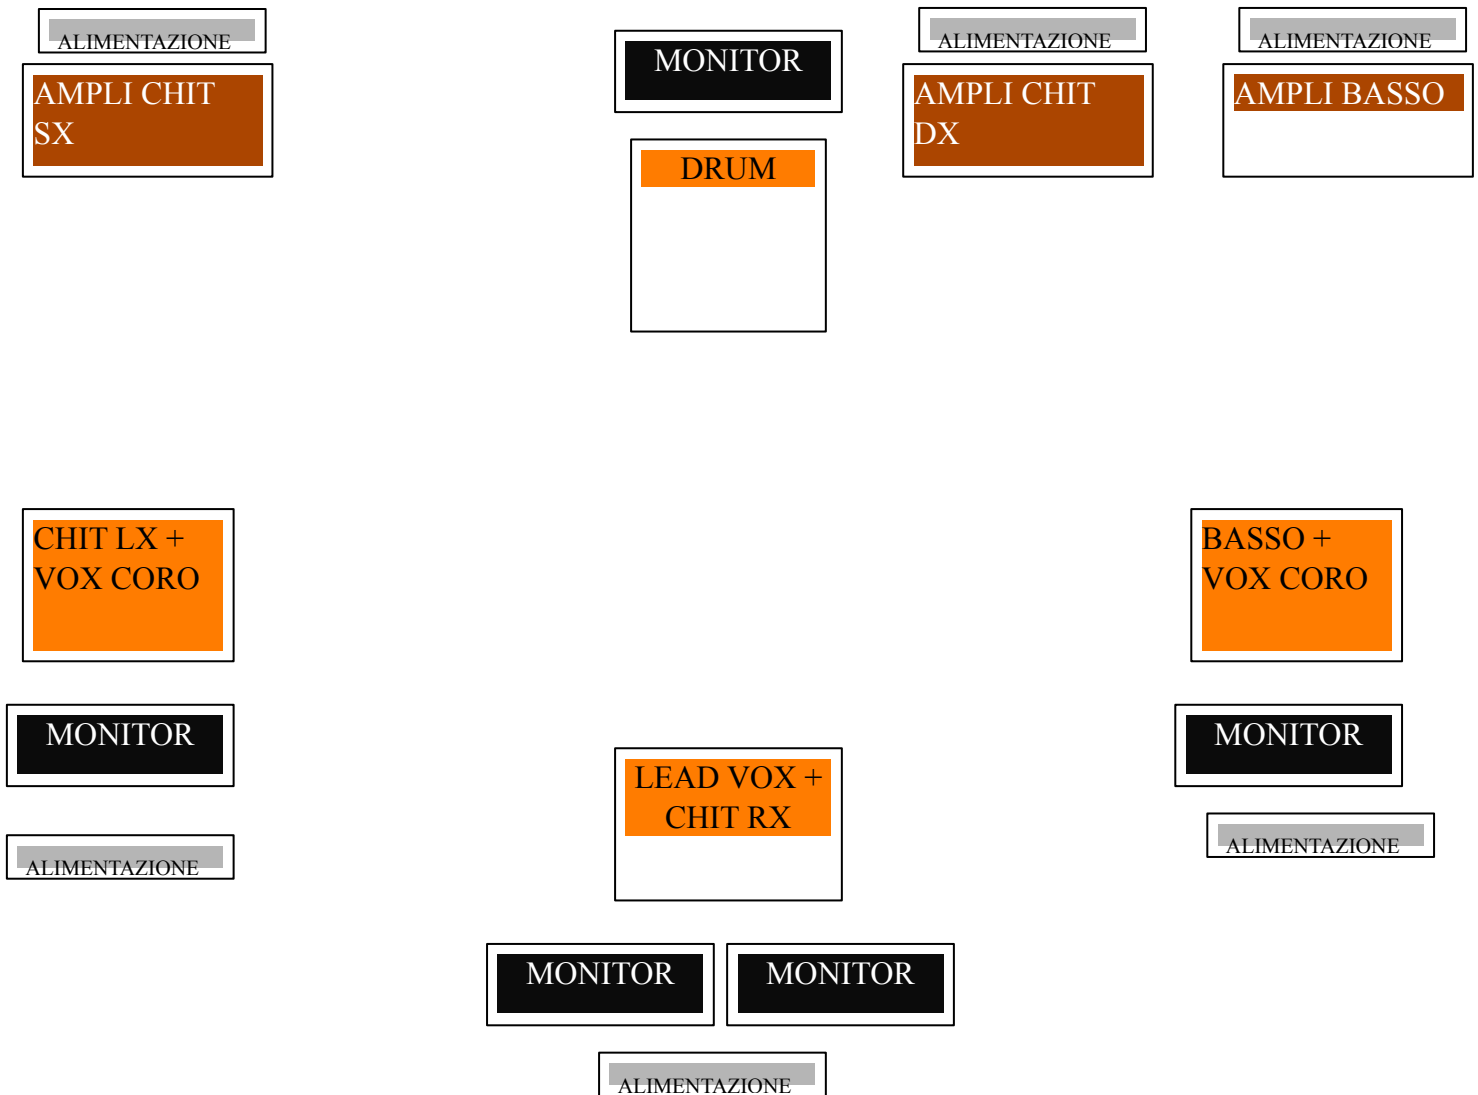 ALIMENTAZIONE
ALIMENTAZIONE
ALIMENTAZIONE
MONITOR
AMPLI CHIT
SX
AMPLI CHIT
DX
AMPLI BASSO
DRUM
CHIT LX +
VOX CORO
BASSO +
VOX CORO
MONITOR
MONITOR
LEAD VOX +
CHIT RX
ALIMENTAZIONE
ALIMENTAZIONE
MONITOR
MONITOR
ALIMENTAZIONE